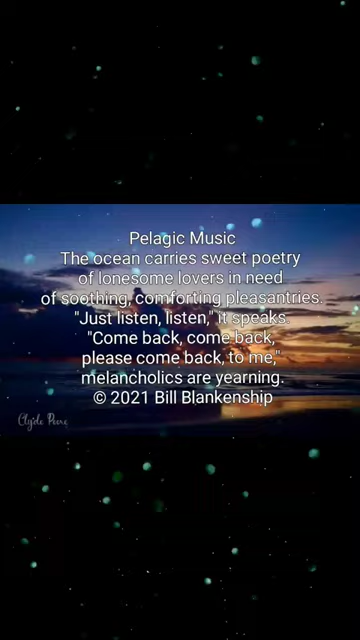 Pelagic Music
The ocean carries sweet poetry
of lonesome lovers in need
of soothing, comforting pleasantries.
"Just listen, listen," it speaks.
"Come back, come back,
please come back, to me,"
melancholics are yearning.
© 2021 Bill Blankenship